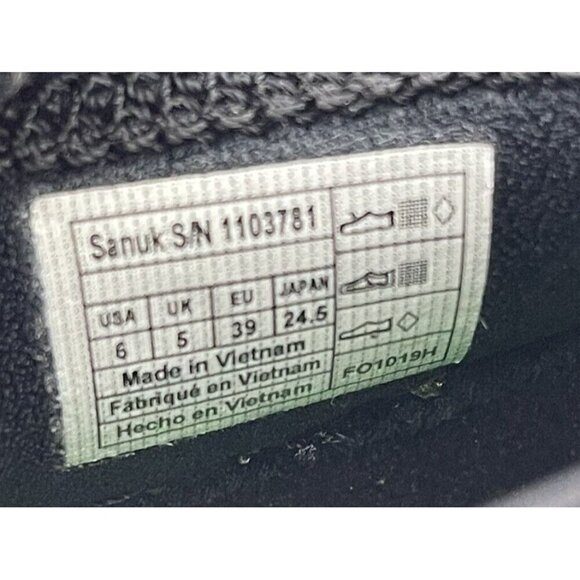 Sanuk S/N 1103781
USA UK EU JAPAN
6 5 39 24.5
Made in Vietnam
Fabriqué en Vietnam
Hecho en Vietnam
FO1019H